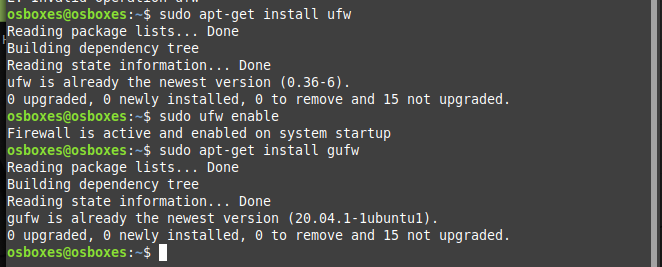 E: Invalid operation ufw
osboxes@osboxes:~$ sudo apt-get install ufw
Reading package lists... Done
Building dependency tree
Reading state information... Done
ufw is already the newest version (0.36-6).
0 upgraded, 0 newly installed, 0 to remove and 15 not upgraded.
osboxes@osboxes:~$ sudo ufw enable
Firewall is active and enabled on system startup
osboxes@osboxes:~$ sudo apt-get install gufw
Reading package lists... Done
Building dependency tree
Reading state information... Done
gufw is already the newest version (20.04.1-1ubuntu1).
0 upgraded, 0 newly installed, 0 to remove and 15 not upgraded.
osboxes@osboxes:~$